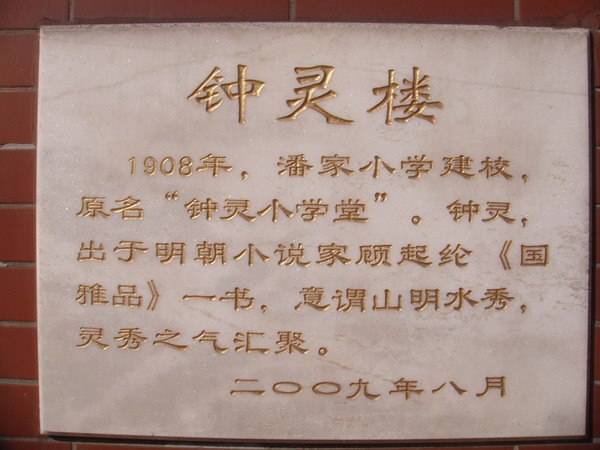 钟灵楼
1908年，潘家小学建校，
原名“钟灵小学堂”。钟灵，
出于明朝小说家顾起纶《国
雅品》一书，意谓山明水秀，
灵秀之气汇聚。
二〇〇九年八月